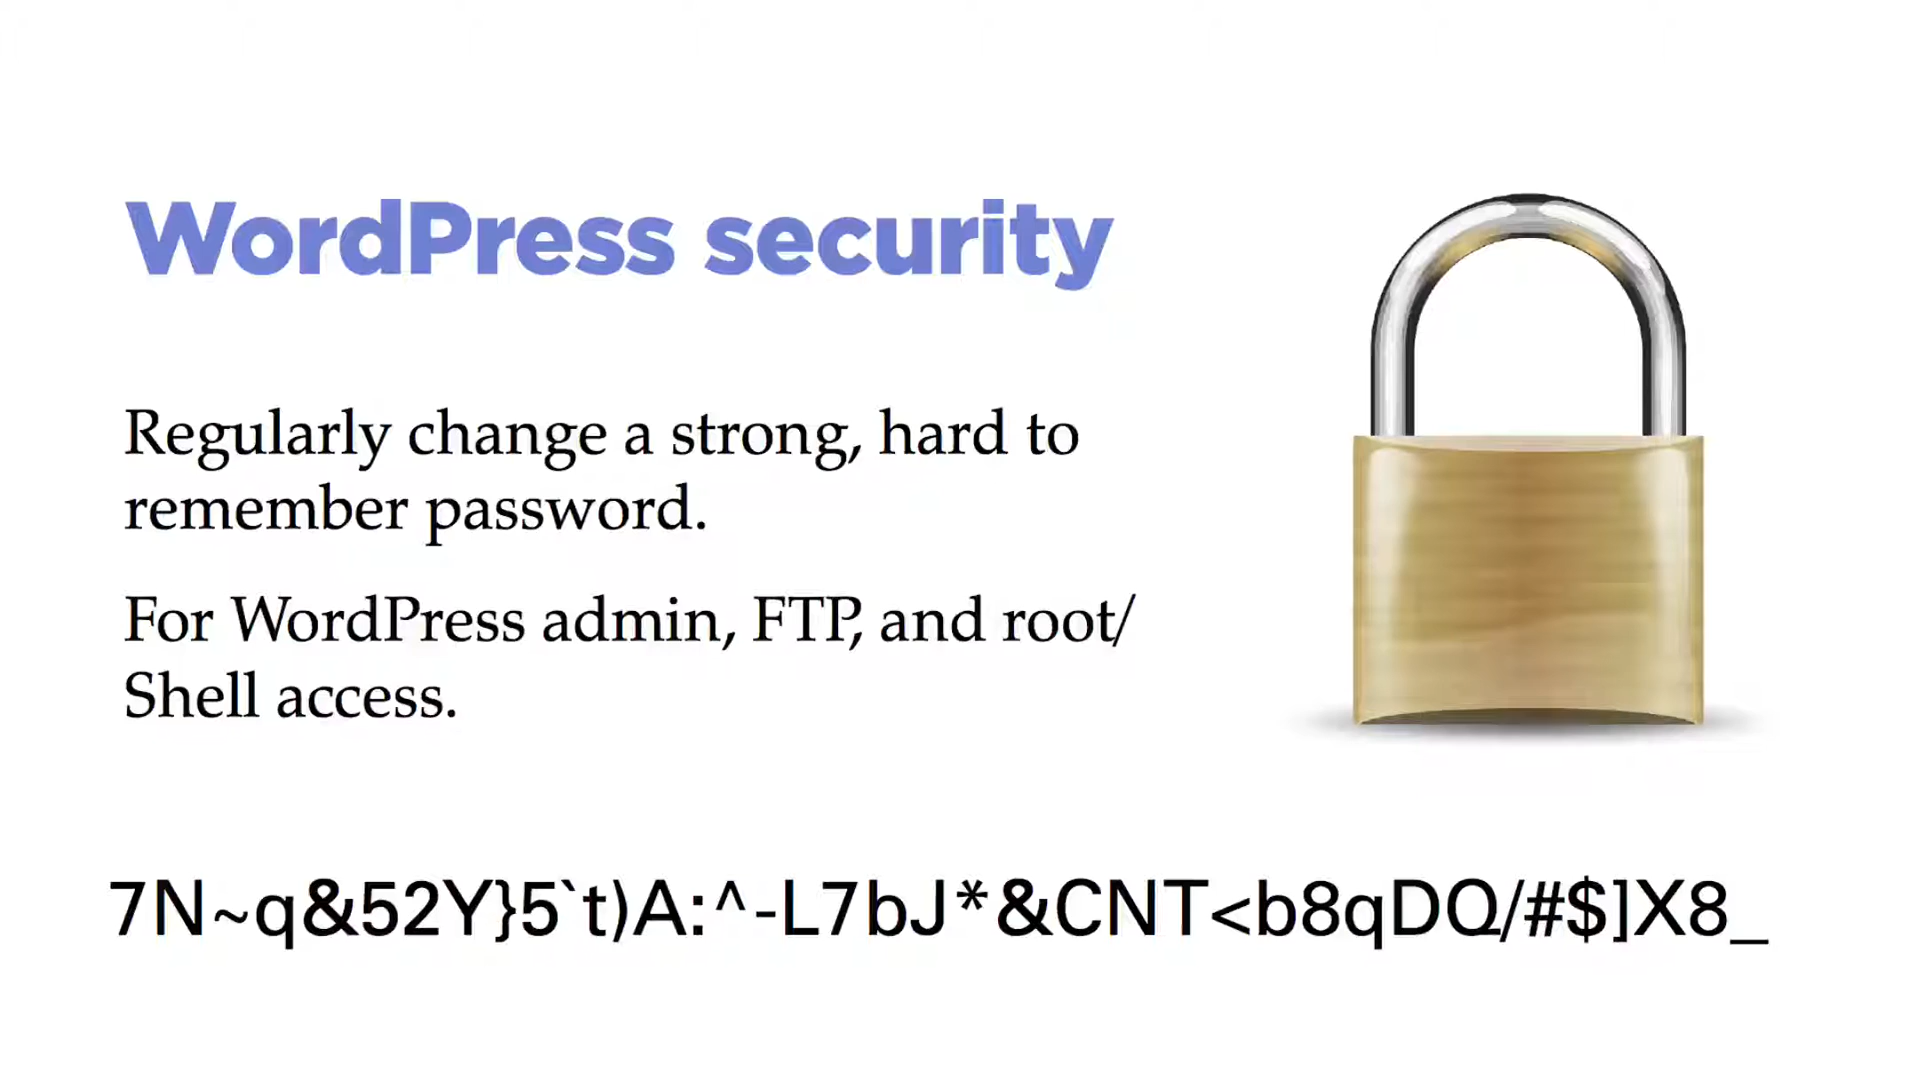 WordPress security
Regularly change a strong, hard to
remember password.
For WordPress admin, FTP, and root/
Shell access.
7N~q&52Y}5`t)A:^-L7bJ*&CNT<b8qDQ/#$]X8_